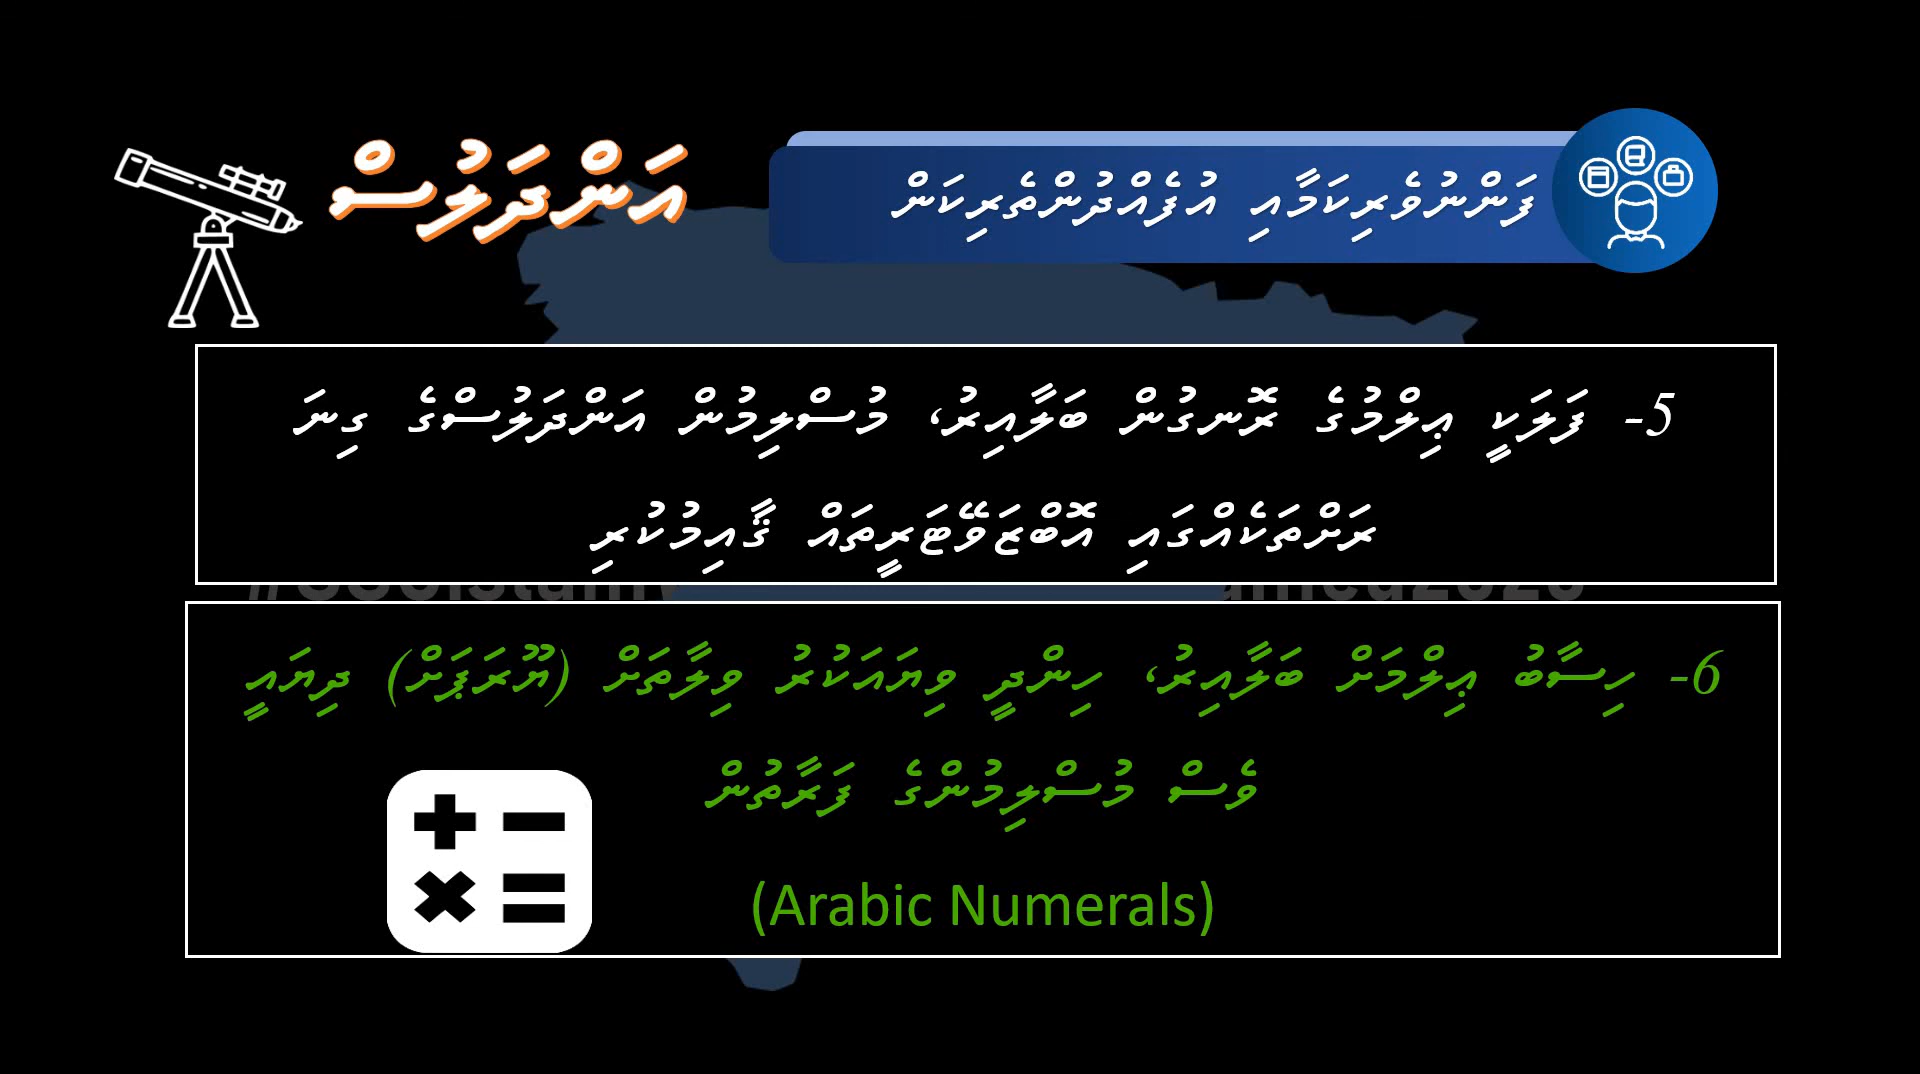 އަންދަލުސް
ފަންނުވެރިކަމާއި އުފެއްދުންތެރިކަން
5- ފަލަކީ ޢިލްމުގެ ރޮނގުން ބަލާއިރު، މުސްލިމުން އަންދަލުސްގެ ގިނަ
ރަށްތަކެއްގައި އޮބްޒަވޭޓަރީތައް ޤާއިމުކުރި
6- ހިސާބު ޢިލްމަށް ބަލާއިރު، ހިންދީ ވިޔައަކުރު ވިލާތަށް (ޔޫރަޕަށް) ދިޔައީ
ވެސް މުސްލިމުންގެ ފަރާތުން
(Arabic Numerals)